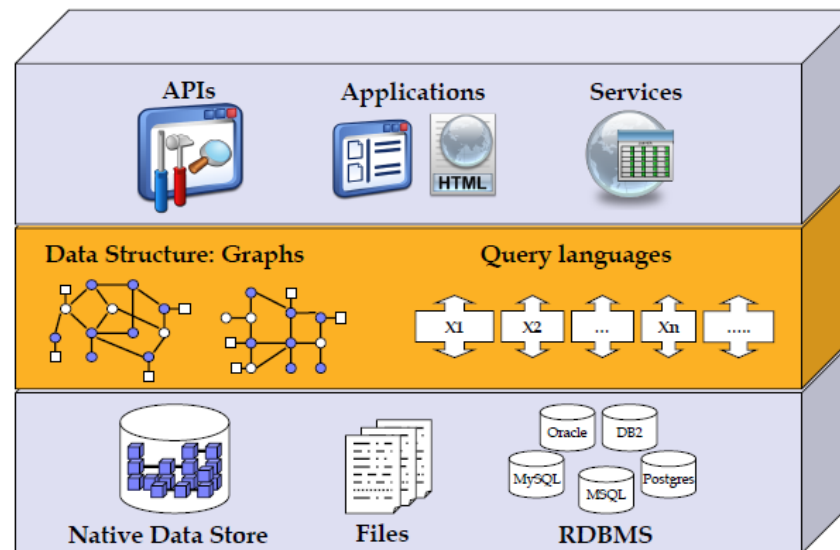 APIs
Applications
Services
HTML
Data Structure: Graphs
Query languages
X1
X2
...
Xn
.....
Oracle
DB2
MySQL
MSQL
Postgres
Native Data Store
Files
RDBMS